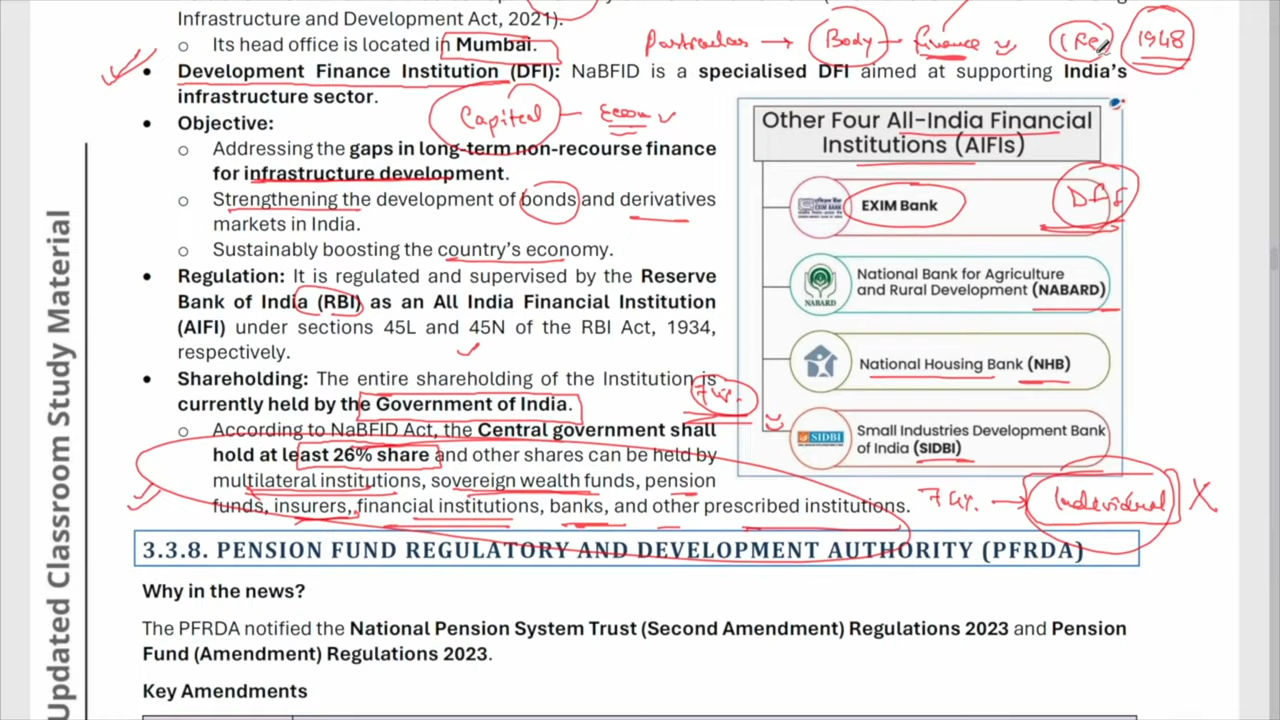 Infrastructure and Development Act, 2021).
○ Its head office is located in Mumbai.
Particular → Body – finance (Re 1948
• Development Finance Institution (DFI): NaBFID is a specialised DFI aimed at supporting India's
infrastructure sector.
Capital – Econ
• Objective:
○ Addressing the gaps in long-term non-recourse finance
for infrastructure development.
○ Strengthening the development of bonds and derivatives
markets in India.
○ Sustainably boosting the country's economy.
• Regulation: It is regulated and supervised by the Reserve
Bank of India (RBI) as an All India Financial Institution
(AIFI) under sections 45L and 45N of the RBI Act, 1934,
respectively.
• Shareholding: The entire shareholding of the Institution is
currently held by the Government of India.
○ According to NaBFID Act, the Central government shall
hold at least 26% share and other shares can be held by
multilateral institutions, sovereign wealth funds, pension
funds, insurers, financial institutions, banks, and other prescribed institutions.
Other Four All-India Financial
Institutions (AIFIs)
EXIM BANK
EXIM Bank
DFI
NABARD
National Bank for Agriculture
and Rural Development (NABARD)
National Housing Bank (NHB)
SIDBI
Small Industries Development Bank
of India (SIDBI)
→ Individual X
3.3.8. PENSION FUND REGULATORY AND DEVELOPMENT AUTHORITY (PFRDA)
Why in the news?
The PFRDA notified the National Pension System Trust (Second Amendment) Regulations 2023 and Pension
Fund (Amendment) Regulations 2023.
Key Amendments
Updated Classroom Study Material